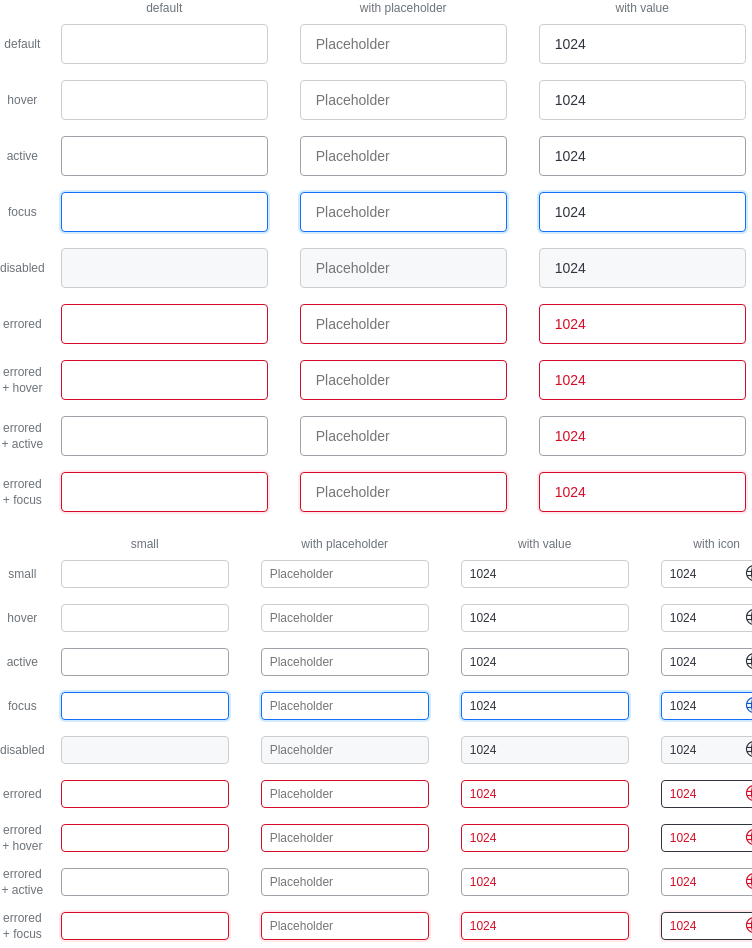 default with placeholder with value
default Placeholder 1024
hover Placeholder 1024
active Placeholder 1024
focus Placeholder 1024
disabled Placeholder 1024
errored Placeholder 1024
errored
+ hover Placeholder 1024
errored
+ active Placeholder 1024
errored
+ focus Placeholder 1024
small with placeholder with value with icon
small Placeholder 1024 1024
hover Placeholder 1024 1024
active Placeholder 1024 1024
focus Placeholder 1024 1024
disabled Placeholder 1024 1024
errored Placeholder 1024 1024
errored
+ hover Placeholder 1024 1024
errored
+ active Placeholder 1024 1024
errored
+ focus Placeholder 1024 1024